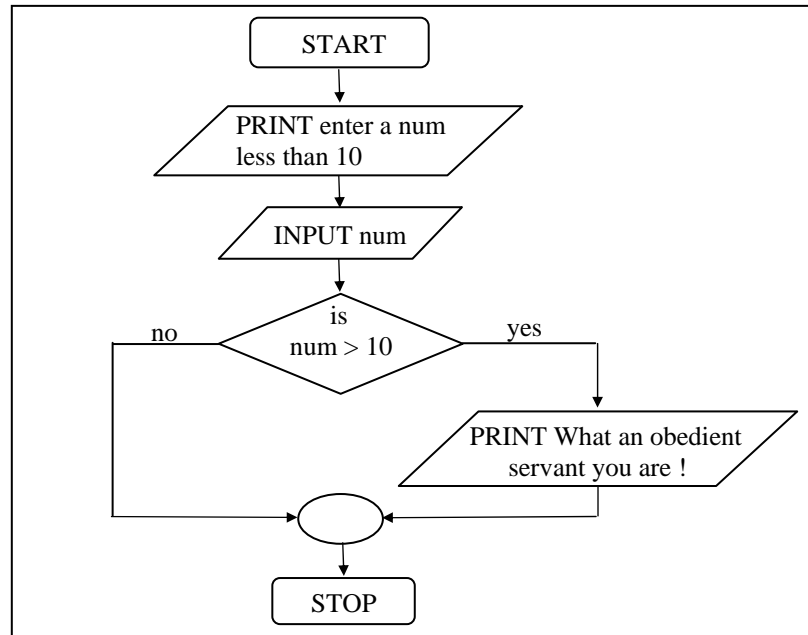 START
PRINT enter a num
less than 10
INPUT num
is
num > 10
no
yes
PRINT What an obedient
servant you are !
STOP